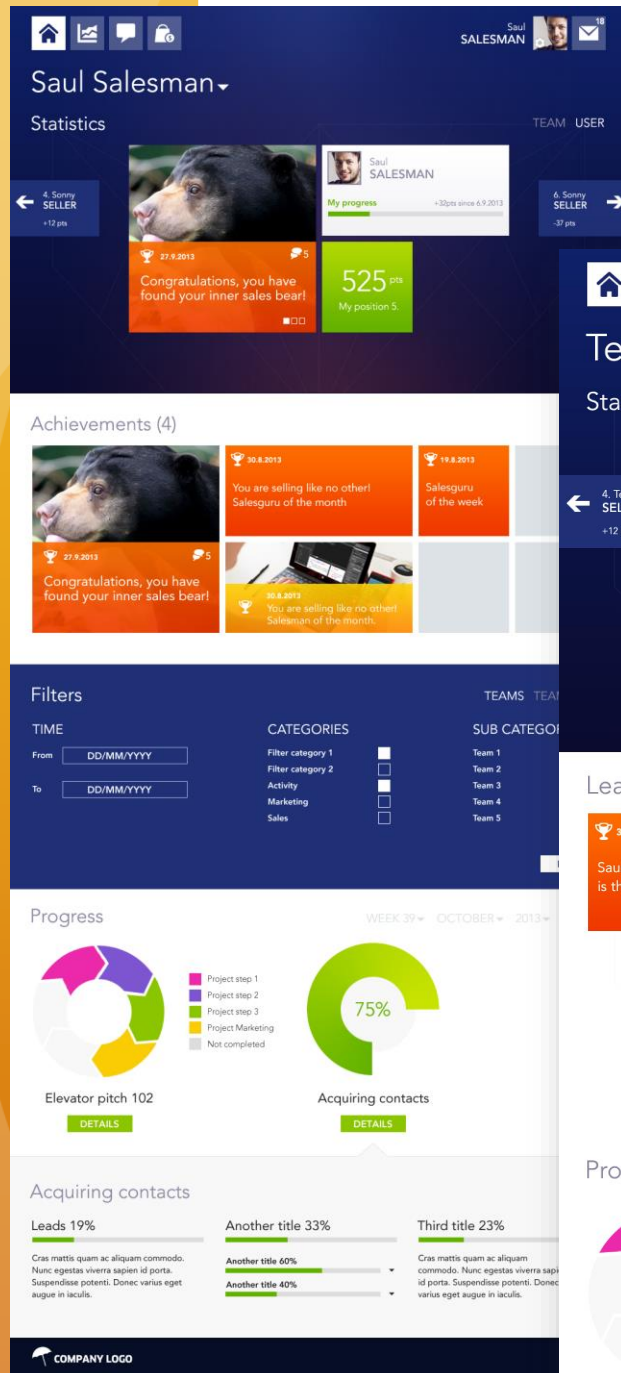 Saul
SALESMAN
18
Saul Salesman
Statistics
TEAM USER
4. Sonny
SELLER
+12 pts
27.9.2013 5
Congratulations, you have
found your inner sales bear!
Saul
SALESMAN
My progress +32pts since 6.9.2013
525 pts
My position 5.
6. Sonny
SELLER
-37 pts
Achievements (4)
27.9.2013 5
Congratulations, you have
found your inner sales bear!
30.8.2013
You are selling like no other!
Salesguru of the month
19.8.2013
Salesguru
of the week
30.8.2013
You are selling like no other!
Salesman of the month.
Filters
TEAMS
TIME
From DD/MM/YYYY
To DD/MM/YYYY
CATEGORIES
Filter category 1
Filter category 2
Activity
Marketing
Sales
SUB CATEGO
Team 1
Team 2
Team 3
Team 4
Team 5
Progress
WEEK 39 OCTOBER 2013
Project step 1
Project step 2
Project step 3
Project Marketing
Not completed
Elevator pitch 102
DETAILS
75%
Acquiring contacts
DETAILS
Acquiring contacts
Leads 19%
Cras mattis quam ac aliquam commodo.
Nunc egestas viverra sapien id porta.
Suspendisse potenti. Donec varius eget
augue in iaculis.
Another title 33%
Another title 60%
Another title 40%
Third title 23%
Cras mattis quam ac aliquam
commodo. Nunc egestas viverra sapi
id porta. Suspendisse potenti. Donec
varius eget augue in iaculis.
COMPANY LOGO
Te
Sta
4. Te
SEL
+12
Lea
3
Sau
is th
Pro